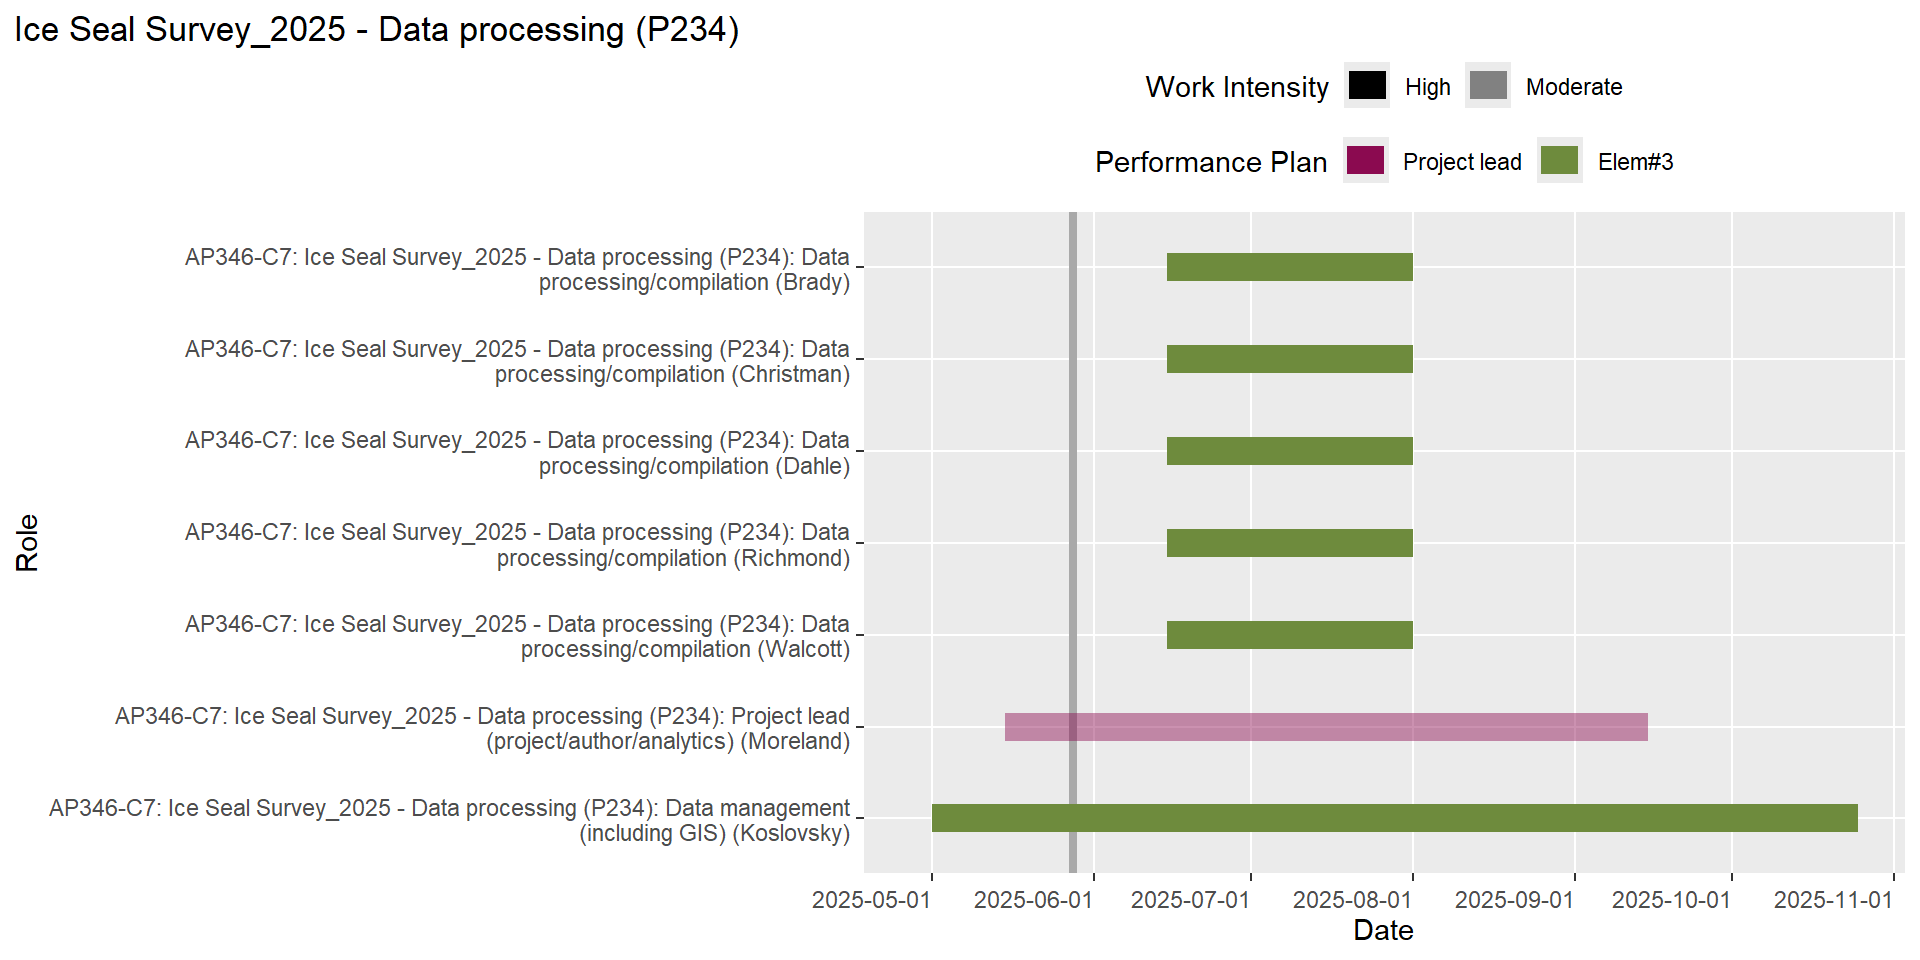 Ice Seal Survey_2025 - Data processing (P234)
Work Intensity High Moderate
Performance Plan Project lead Elem#3
AP346-C7: Ice Seal Survey_2025 - Data processing (P234): Data
processing/compilation (Brady)
AP346-C7: Ice Seal Survey_2025 - Data processing (P234): Data
processing/compilation (Christman)
AP346-C7: Ice Seal Survey_2025 - Data processing (P234): Data
processing/compilation (Dahle)
AP346-C7: Ice Seal Survey_2025 - Data processing (P234): Data
processing/compilation (Richmond)
AP346-C7: Ice Seal Survey_2025 - Data processing (P234): Data
processing/compilation (Walcott)
AP346-C7: Ice Seal Survey_2025 - Data processing (P234): Project lead
(project/author/analytics) (Moreland)
AP346-C7: Ice Seal Survey_2025 - Data processing (P234): Data management
(including GIS) (Koslovsky)
Role
2025-05-01 2025-06-01 2025-07-01 2025-08-01 2025-09-01 2025-10-01 2025-11-01
Date